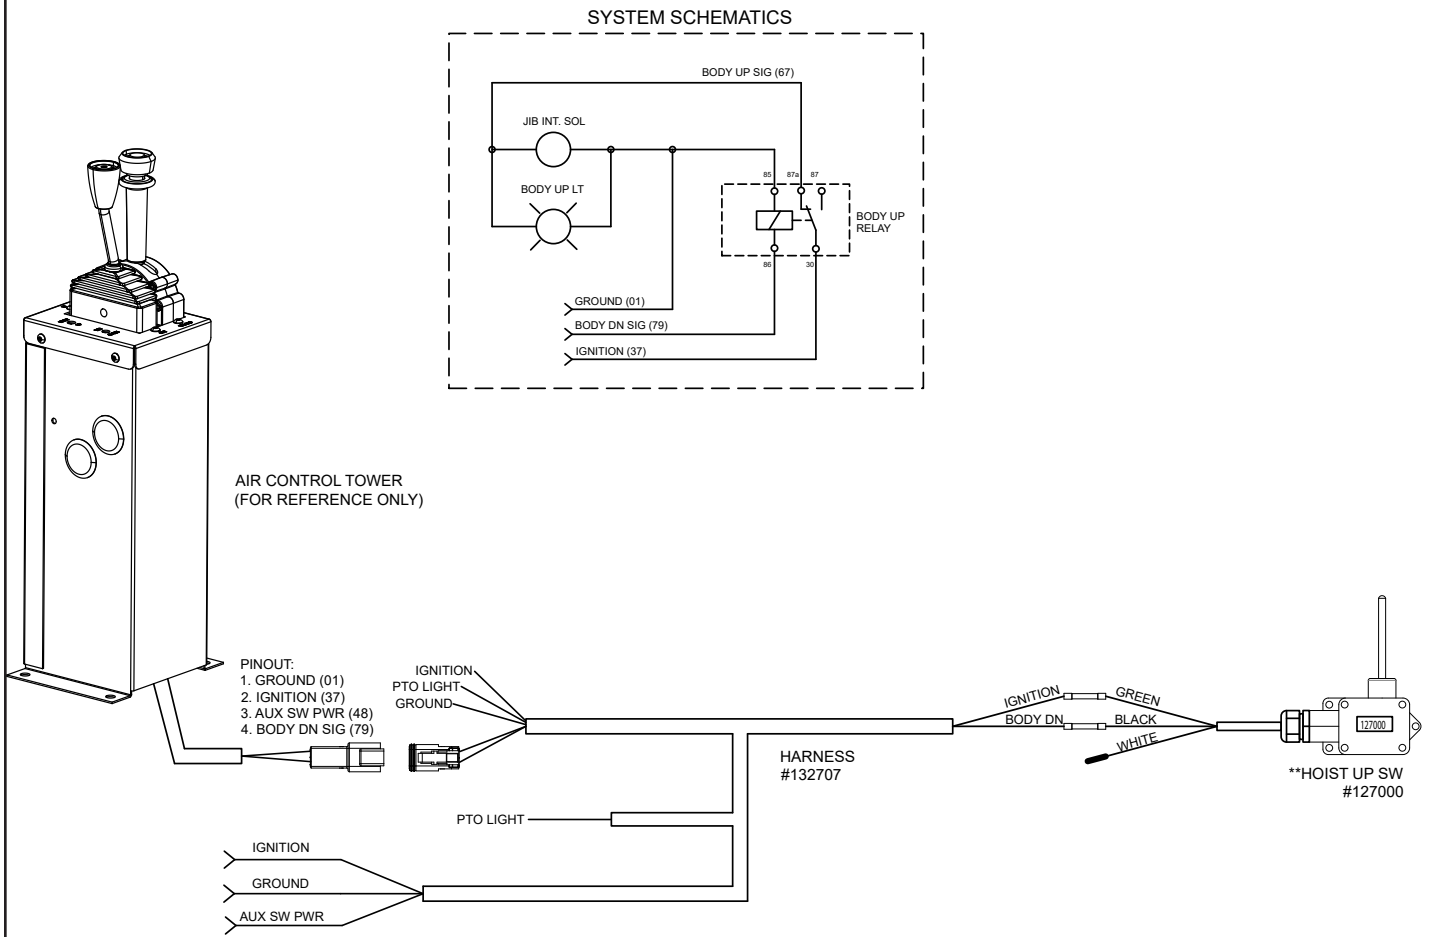 SYSTEM SCHEMATICS
BODY UP SIG (67)
JIB INT. SOL
BODY UP LT
85 87a 87
BODY UP
RELAY
86 30
GROUND (01)
BODY DN SIG (79)
IGNITION (37)
AIR CONTROL TOWER
(FOR REFERENCE ONLY)
PINOUT:
1. GROUND (01)
2. IGNITION (37)
3. AUX SW PWR (48)
4. BODY DN SIG (79)
IGNITION
PTO LIGHT
GROUND
IGNITION
GREEN
BODY DN
BLACK
WHITE
127000
HARNESS
#132707
**HOIST UP SW
#127000
PTO LIGHT
IGNITION
GROUND
AUX SW PWR